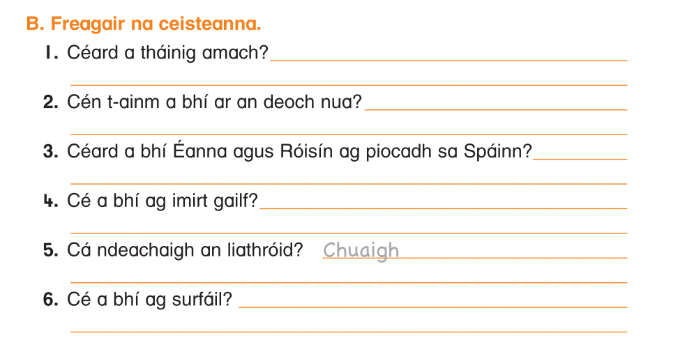 B. Freagair na ceisteanna.
1. Céard a tháinig amach?
2. Cén t-ainm a bhí ar an deoch nua?
3. Céard a bhí Éanna agus Róisín ag piocadh sa Spáinn?
4. Cé a bhí ag imirt gailf?
5. Cá ndeachaigh an liathróid? Chuaigh
6. Cé a bhí ag surfáil?